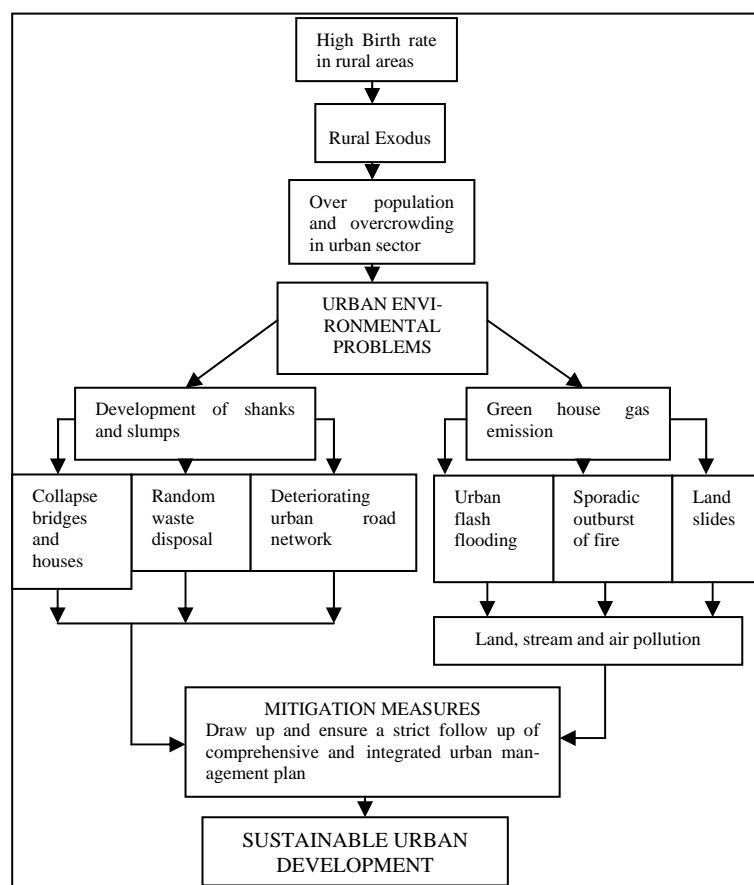 High Birth rate
in rural areas
Rural Exodus
Over population
and overcrowding
in urban sector
URBAN ENVI-
RONMENTAL
PROBLEMS
Development of shanks
and slumps
Green house gas
emission
Collapse
bridges
and
houses
Random
waste
disposal
Deteriorating
urban road
network
Urban
flash
flooding
Sporadic
outburst
of fire
Land
slides
Land, stream and air pollution
MITIGATION MEASURES
Draw up and ensure a strict follow up of
comprehensive and integrated urban man-
agement plan
SUSTAINABLE URBAN
DEVELOPMENT